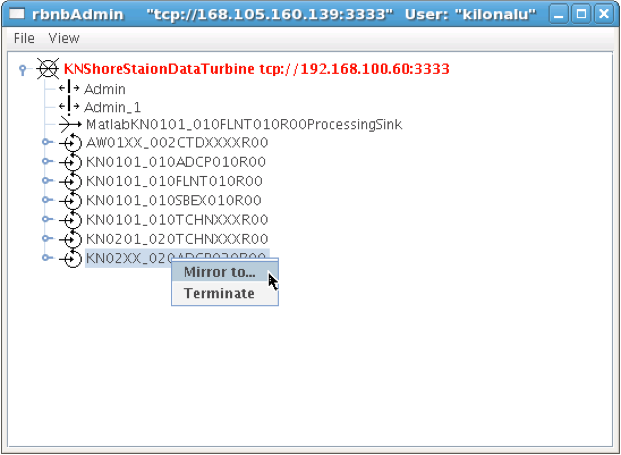 rbnbAdmin "tcp://168.105.160.139:3333" User: "kilonalu"
File View
KNShoreStaionDataTurbine tcp://192.168.100.60:3333
Admin
Admin_1
MatlabKN0101_010FLNT010R00ProcessingSink
AW01XX_002CTDXXXXR00
KN0101_010ADCP010R00
KN0101_010FLNT010R00
KN0101_010SBEX010R00
KN0101_010TCHNXXXR00
KN0201_020TCHNXXXR00
KN02XX_020ADCP020R00
Mirror to...
Terminate